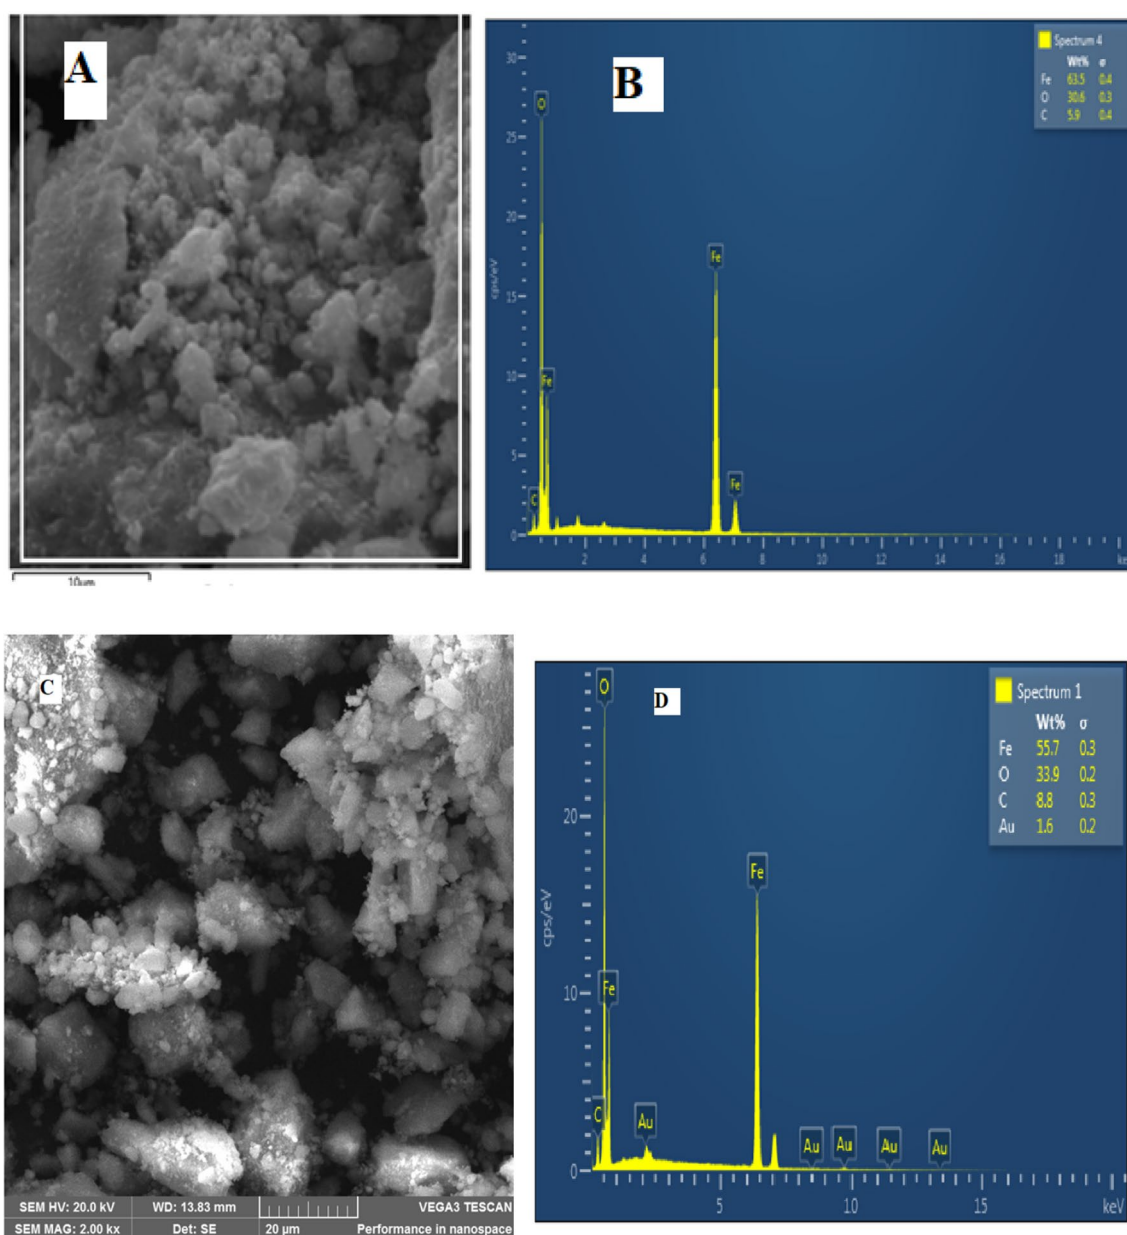 A
10μm
B
Spectrum 4
Wt% σ
Fe 63.5 0.4
O 30.6 0.3
C 5.9 0.4
cps/eV
30
25
20
15
10
5
0
O
Fe
C
Fe
Fe
2 4 6 8 10 12 14 16 18 keV
C
SEM HV: 20.0 kV WD: 13.83 mm VEGA3 TESCAN
SEM MAG: 2.00 kx Det: SE 20 μm Performance in nanospace
D
Spectrum 1
Wt% σ
Fe 55.7 0.3
O 33.9 0.2
C 8.8 0.3
Au 1.6 0.2
cps/eV
20
10
0
O
Fe
Fe
C
Au
Au Au Au Au
5 10 15 keV